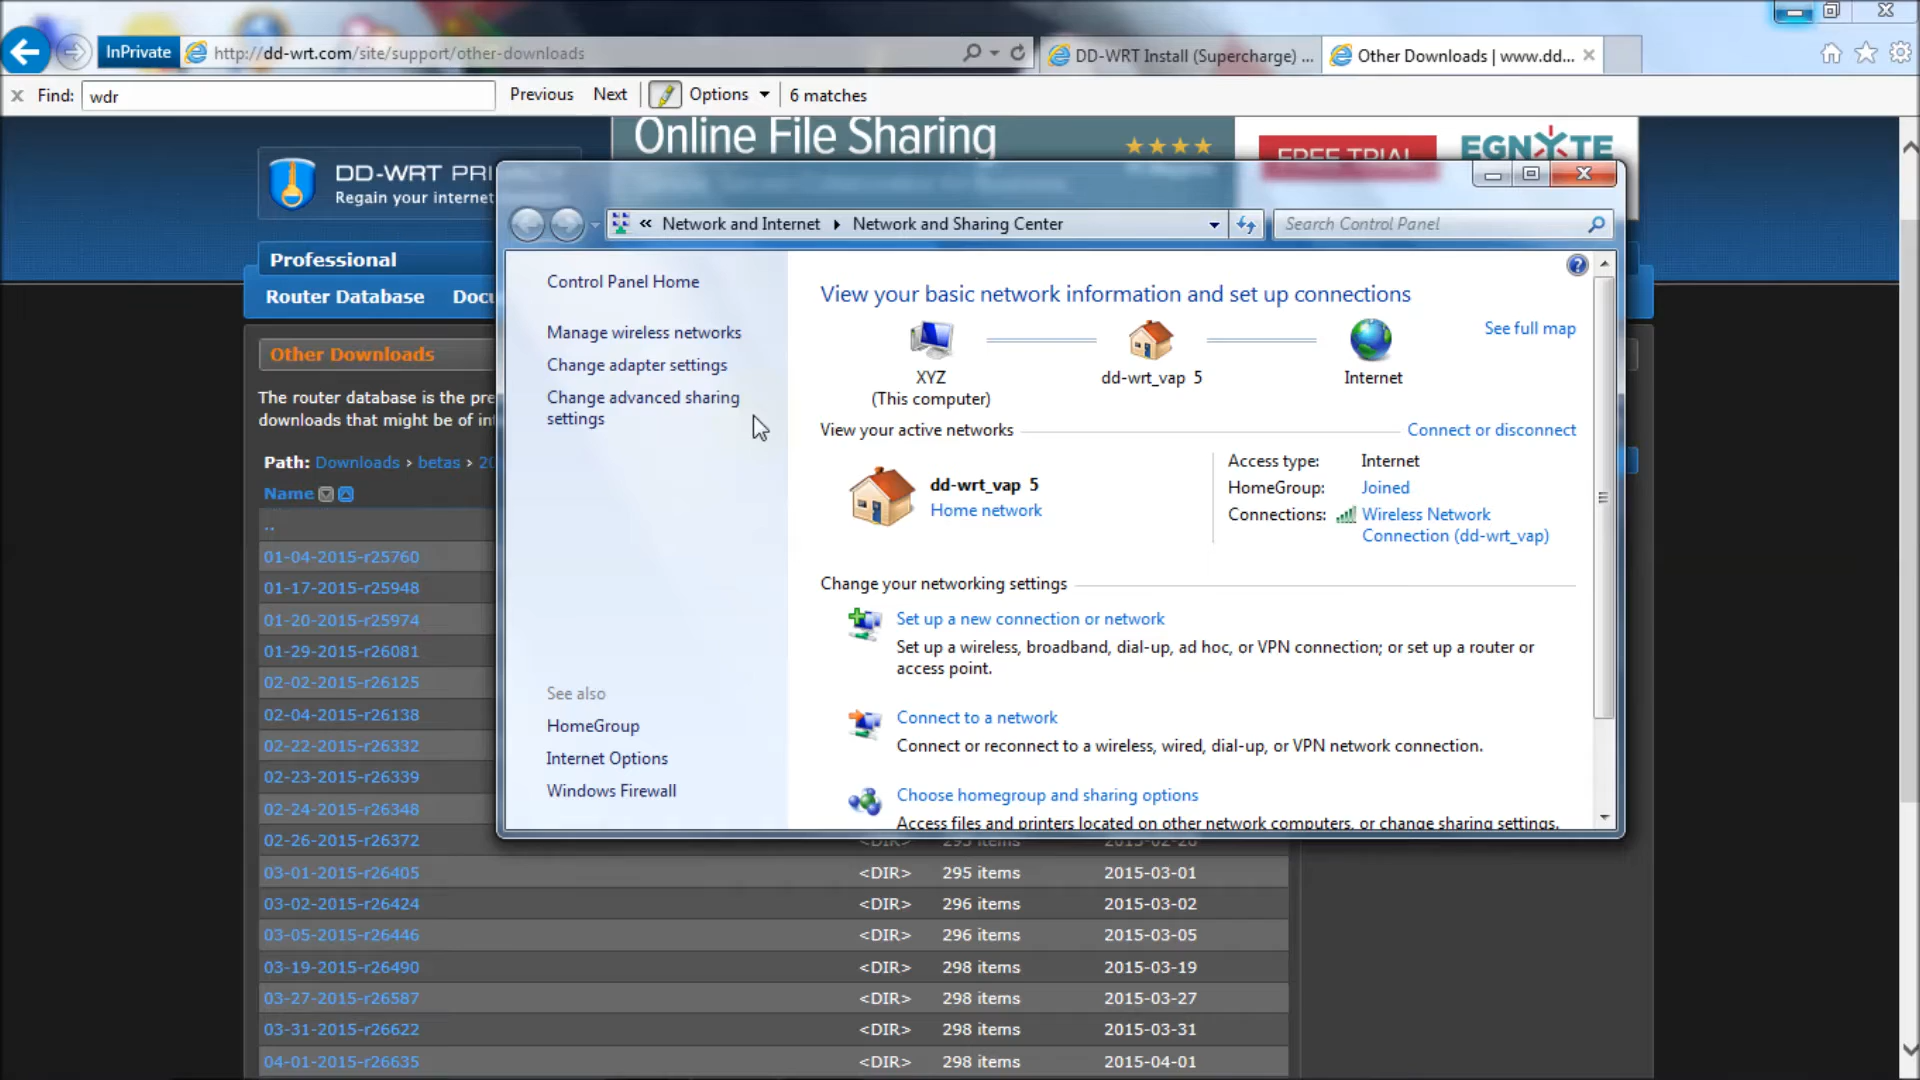 InPrivate
http://dd-wrt.com/site/support/other-downloads
DD-WRT Install (Supercharge) ...
Other Downloads | www.dd...
Find: wdr
Previous Next Options 6 matches
Online File Sharing
FREE TRIAL
EGNYTE
DD-WRT
Regain your internet
Professional
Router Database
Other Downloads
The router database is the
downloads that might be of
Path: Downloads › betas ›
Name
..
01-04-2015-r25760
01-17-2015-r25948
01-20-2015-r25974
01-29-2015-r26081
02-02-2015-r26125
02-04-2015-r26138
02-22-2015-r26332
02-23-2015-r26339
02-24-2015-r26348
02-26-2015-r26372
03-01-2015-r26405 <DIR> 295 items 2015-03-01
03-02-2015-r26424 <DIR> 296 items 2015-03-02
03-05-2015-r26446 <DIR> 296 items 2015-03-05
03-19-2015-r26490 <DIR> 298 items 2015-03-19
03-27-2015-r26587 <DIR> 298 items 2015-03-27
03-31-2015-r26622 <DIR> 298 items 2015-03-31
04-01-2015-r26635 <DIR> 298 items 2015-04-01
« Network and Internet Network and Sharing Center
Search Control Panel
Control Panel Home
Manage wireless networks
Change adapter settings
Change advanced sharing
settings
See also
HomeGroup
Internet Options
Windows Firewall
View your basic network information and set up connections
See full map
XYZ
(This computer)
dd-wrt_vap 5
Internet
View your active networks
Connect or disconnect
dd-wrt_vap 5
Home network
Access type: Internet
HomeGroup: Joined
Connections: Wireless Network
Connection (dd-wrt_vap)
Change your networking settings
Set up a new connection or network
Set up a wireless, broadband, dial-up, ad hoc, or VPN connection; or set up a router or
access point.
Connect to a network
Connect or reconnect to a wireless, wired, dial-up, or VPN network connection.
Choose homegroup and sharing options
Access files and printers located on other network computers, or change sharing settings.